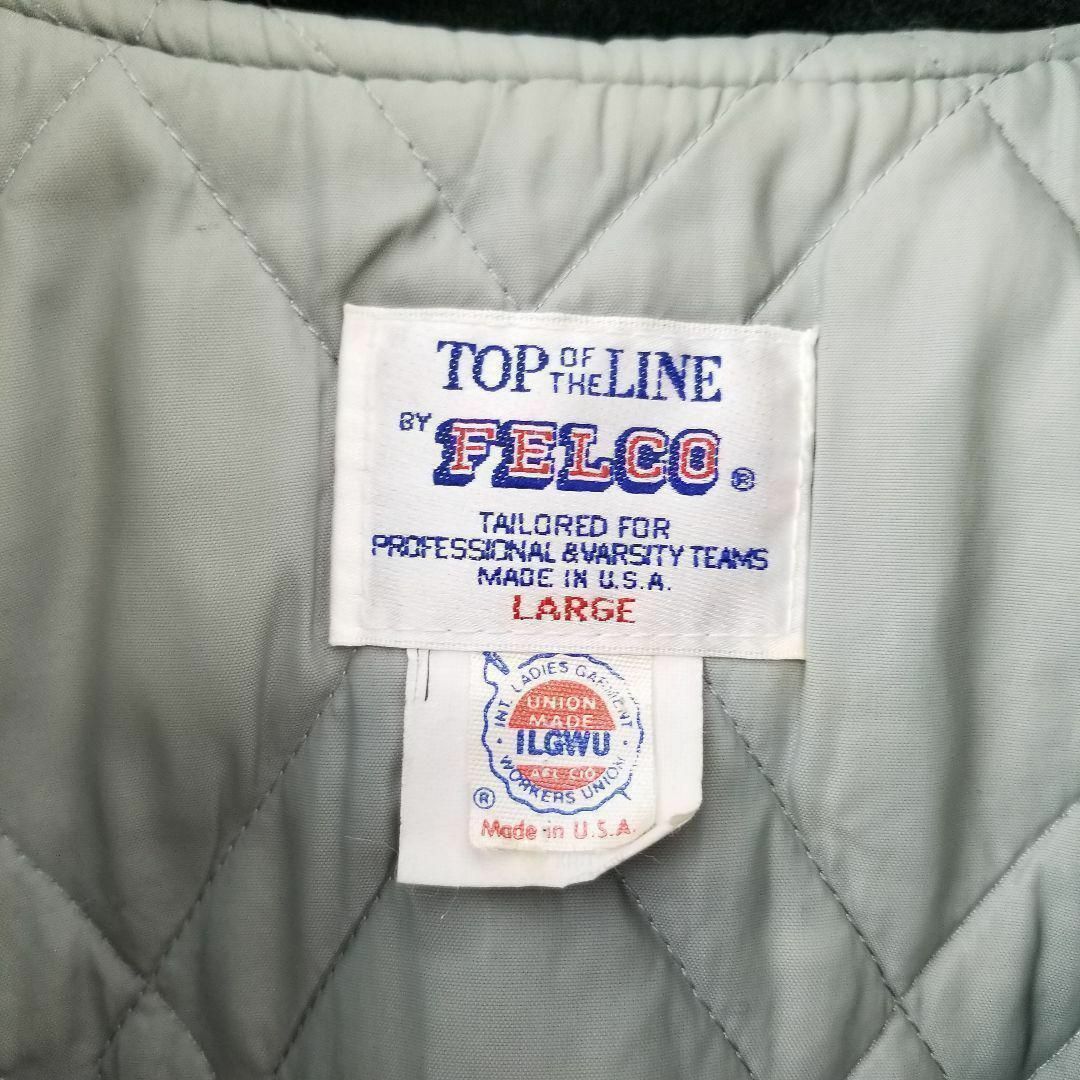 TOP OF THE LINE
BY FELCO ®
TAILORED FOR
PROFESSIONAL & VARSITY TEAMS
MADE IN U.S.A.
LARGE
INT. LADIES GARMENT
UNION
MADE
ILGWU
AFL-CIO
WORKERS UNION
®
Made in U.S.A.